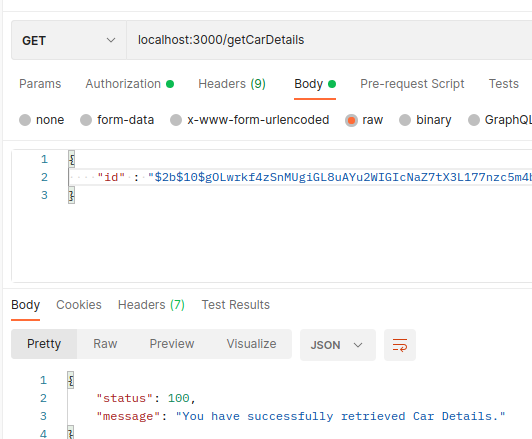 GET localhost:3000/getCarDetails
Params Authorization Headers (9) Body Pre-request Script Tests
none form-data x-www-form-urlencoded raw binary GraphQL
1 {
2 "id" : "$2b$10$gOLwrkf4zSnMUgiGL8uAYu2WIGIcNaZ7tX3L177nzc5m4b
3 }
Body Cookies Headers (7) Test Results
Pretty Raw Preview Visualize JSON
1 {
2 "status": 100,
3 "message": "You have successfully retrieved Car Details."
4 }